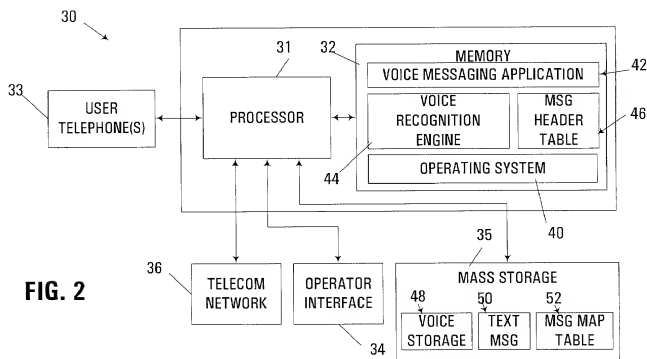 30
31
32
MEMORY
VOICE MESSAGING APPLICATION
42
33
USER
TELEPHONE(S)
PROCESSOR
VOICE
RECOGNITION
ENGINE
MSG
HEADER
TABLE
46
44
OPERATING SYSTEM
40
35
36
TELECOM
NETWORK
OPERATOR
INTERFACE
34
MASS STORAGE
48
50
52
VOICE
STORAGE
TEXT
MSG
MSG MAP
TABLE
FIG. 2